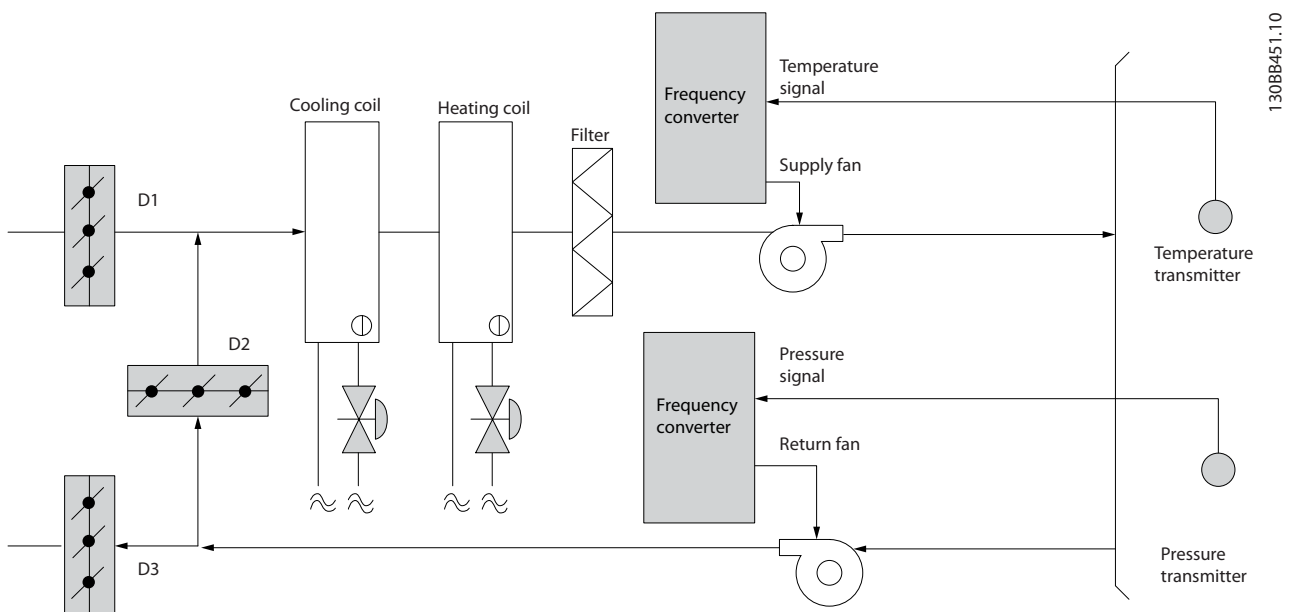 130BB451.10
Temperature
signal
Frequency
converter
Cooling coil
Heating coil
Filter
Supply fan
D1
Temperature
transmitter
D2
Pressure
signal
Frequency
converter
Return fan
D3
Pressure
transmitter